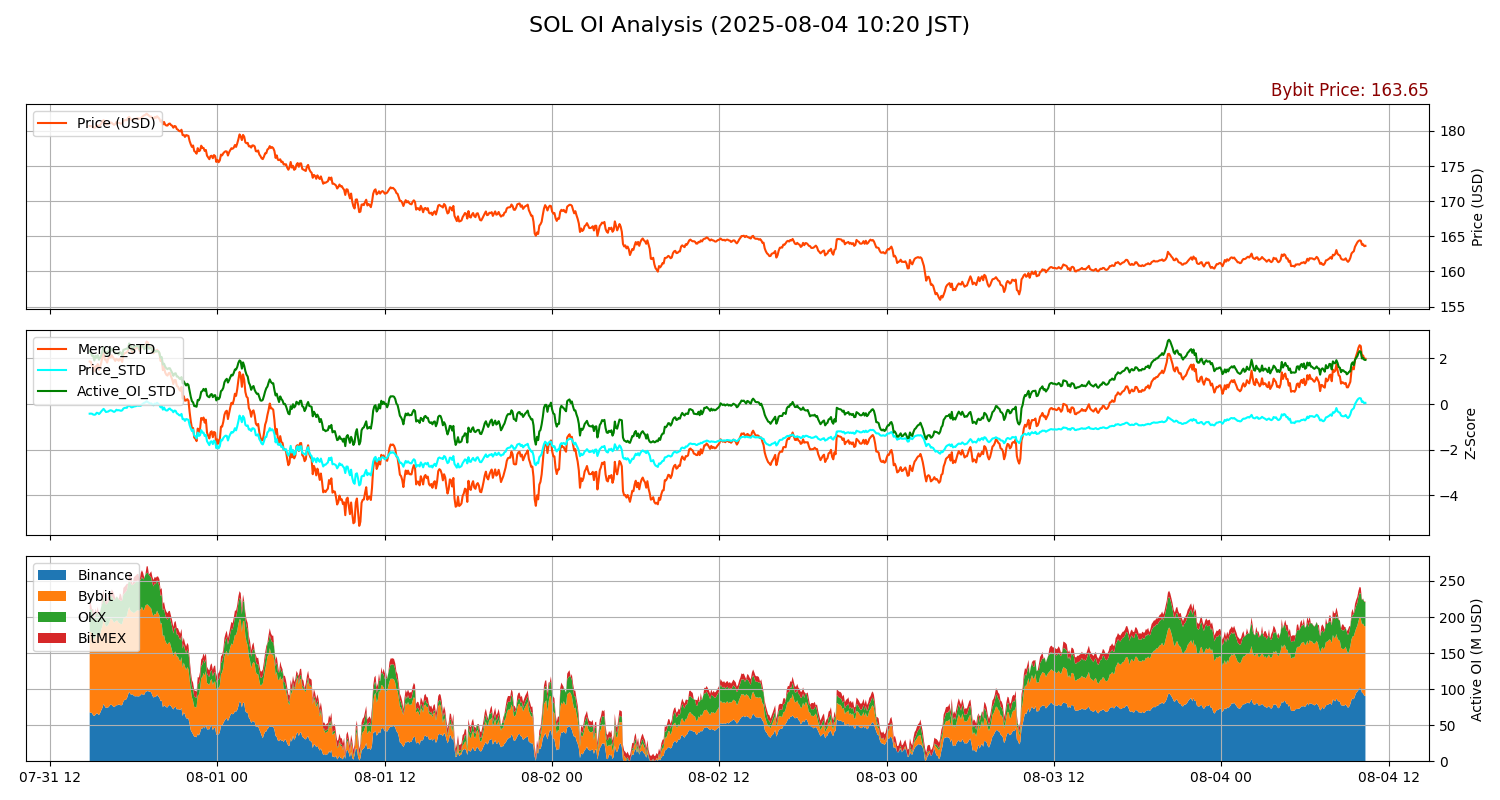 SOL OI Analysis (2025-08-04 10:20 JST)
Bybit Price: 163.65
Price (USD)
180
175
170
165
160
155
Price (USD)
Merge_STD
Price_STD
Active_OI_STD
2
0
−2
−4
Z-Score
Binance
Bybit
OKX
BitMEX
250
200
150
100
50
0
Active OI (M USD)
07-31 12
08-01 00
08-01 12
08-02 00
08-02 12
08-03 00
08-03 12
08-04 00
08-04 12